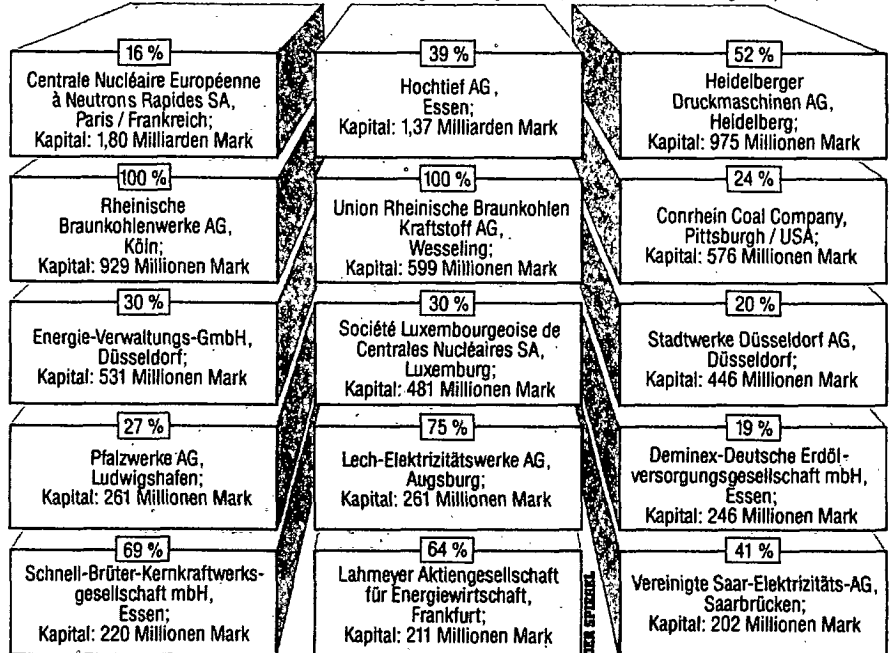 16 %
Centrale Nucléaire Européenne
à Neutrons Rapides SA,
Paris / Frankreich;
Kapital: 1,80 Milliarden Mark
39 %
Hochtief AG,
Essen;
Kapital: 1,37 Milliarden Mark
52 %
Heidelberger
Druckmaschinen AG,
Heidelberg;
Kapital: 975 Millionen Mark
100 %
Rheinische
Braunkohlenwerke AG,
Köln;
Kapital: 929 Millionen Mark
100 %
Union Rheinische Braunkohlen
Kraftstoff AG,
Wesseling;
Kapital: 599 Millionen Mark
24 %
Conrhein Coal Company,
Pittsburgh / USA;
Kapital: 576 Millionen Mark
30 %
Energie-Verwaltungs-GmbH,
Düsseldorf;
Kapital: 531 Millionen Mark
30 %
Société Luxembourgeoise de
Centrales Nucléaires SA,
Luxemburg;
Kapital: 481 Millionen Mark
20 %
Stadtwerke Düsseldorf AG,
Düsseldorf;
Kapital: 446 Millionen Mark
27 %
Pfalzwerke AG,
Ludwigshafen;
Kapital: 261 Millionen Mark
75 %
Lech-Elektrizitätswerke AG,
Augsburg;
Kapital: 261 Millionen Mark
19 %
Deminex-Deutsche Erdöl-
versorgungsgesellschaft mbH,
Essen;
Kapital: 246 Millionen Mark
69 %
Schnell-Brüter-Kernkraftwerks-
gesellschaft mbH,
Essen;
Kapital: 220 Millionen Mark
64 %
Lahmeyer Aktiengesellschaft
für Energiewirtschaft,
Frankfurt;
Kapital: 211 Millionen Mark
41 %
Vereinigte Saar-Elektrizitäts-AG,
Saarbrücken;
Kapital: 202 Millionen Mark
DER SPIEGEL